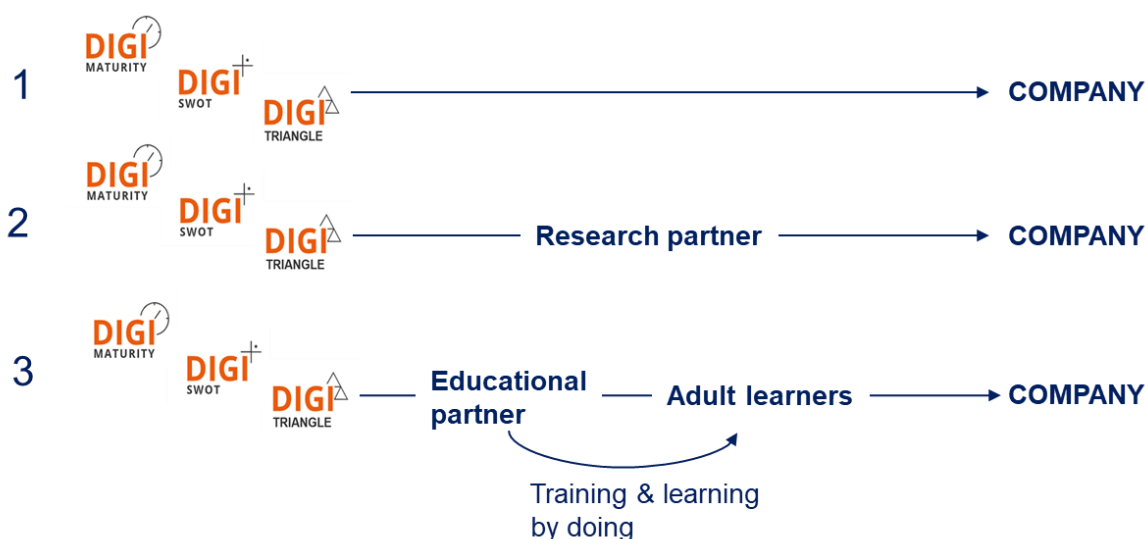 1
DIGI
MATURITY
DIGI
SWOT
DIGI
TRIANGLE
COMPANY
2
DIGI
MATURITY
DIGI
SWOT
DIGI
TRIANGLE
Research partner
COMPANY
3
DIGI
MATURITY
DIGI
SWOT
DIGI
TRIANGLE
Educational
partner
Adult learners
COMPANY
Training & learning
by doing